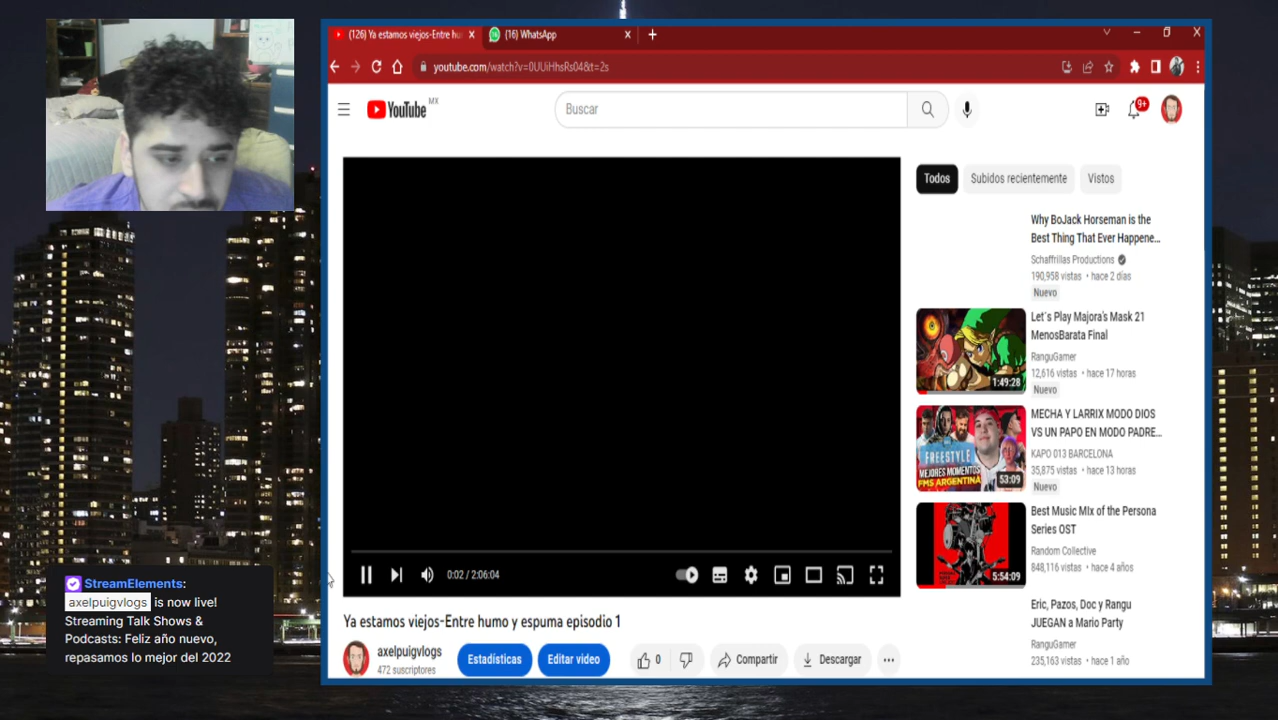 (126) Ya estamos viejos-Entre hu
(16) WhatsApp
youtube.com/watch?v=0UUiHhsRs04&t=2s
YouTube MX
Buscar
9+
Todos
Subidos recientemente
Vistos
Why BoJack Horseman is the
Best Thing That Ever Happene...
Schaffrillas Productions
190,958 vistas • hace 2 días
Nuevo
Let´s Play Majora's Mask 21
MenosBarata Final
RanguGamer
12,616 vistas • hace 17 horas
Nuevo
1:49:28
MECHA Y LARRIX MODO DIOS
VS UN PAPO EN MODO PADRE...
KAPO 013 BARCELONA
35,875 vistas • hace 13 horas
Nuevo
FREESTYLE
MEJORES MOMENTOS
FMS ARGENTINA
53:09
Best Music MIx of the Persona
Series OST
Random Collective
848,116 vistas • hace 4 años
5:54:09
Eric, Pazos, Doc y Rangu
JUEGAN a Mario Party
RanguGamer
235,163 vistas • hace 1 año
0:02 / 2:06:04
Ya estamos viejos-Entre humo y espuma episodio 1
axelpuigvlogs
472 suscriptores
Estadísticas
Editar video
0
Compartir
Descargar
StreamElements:
axelpuigvlogs is now live!
Streaming Talk Shows &
Podcasts: Feliz año nuevo,
repasamos lo mejor del 2022